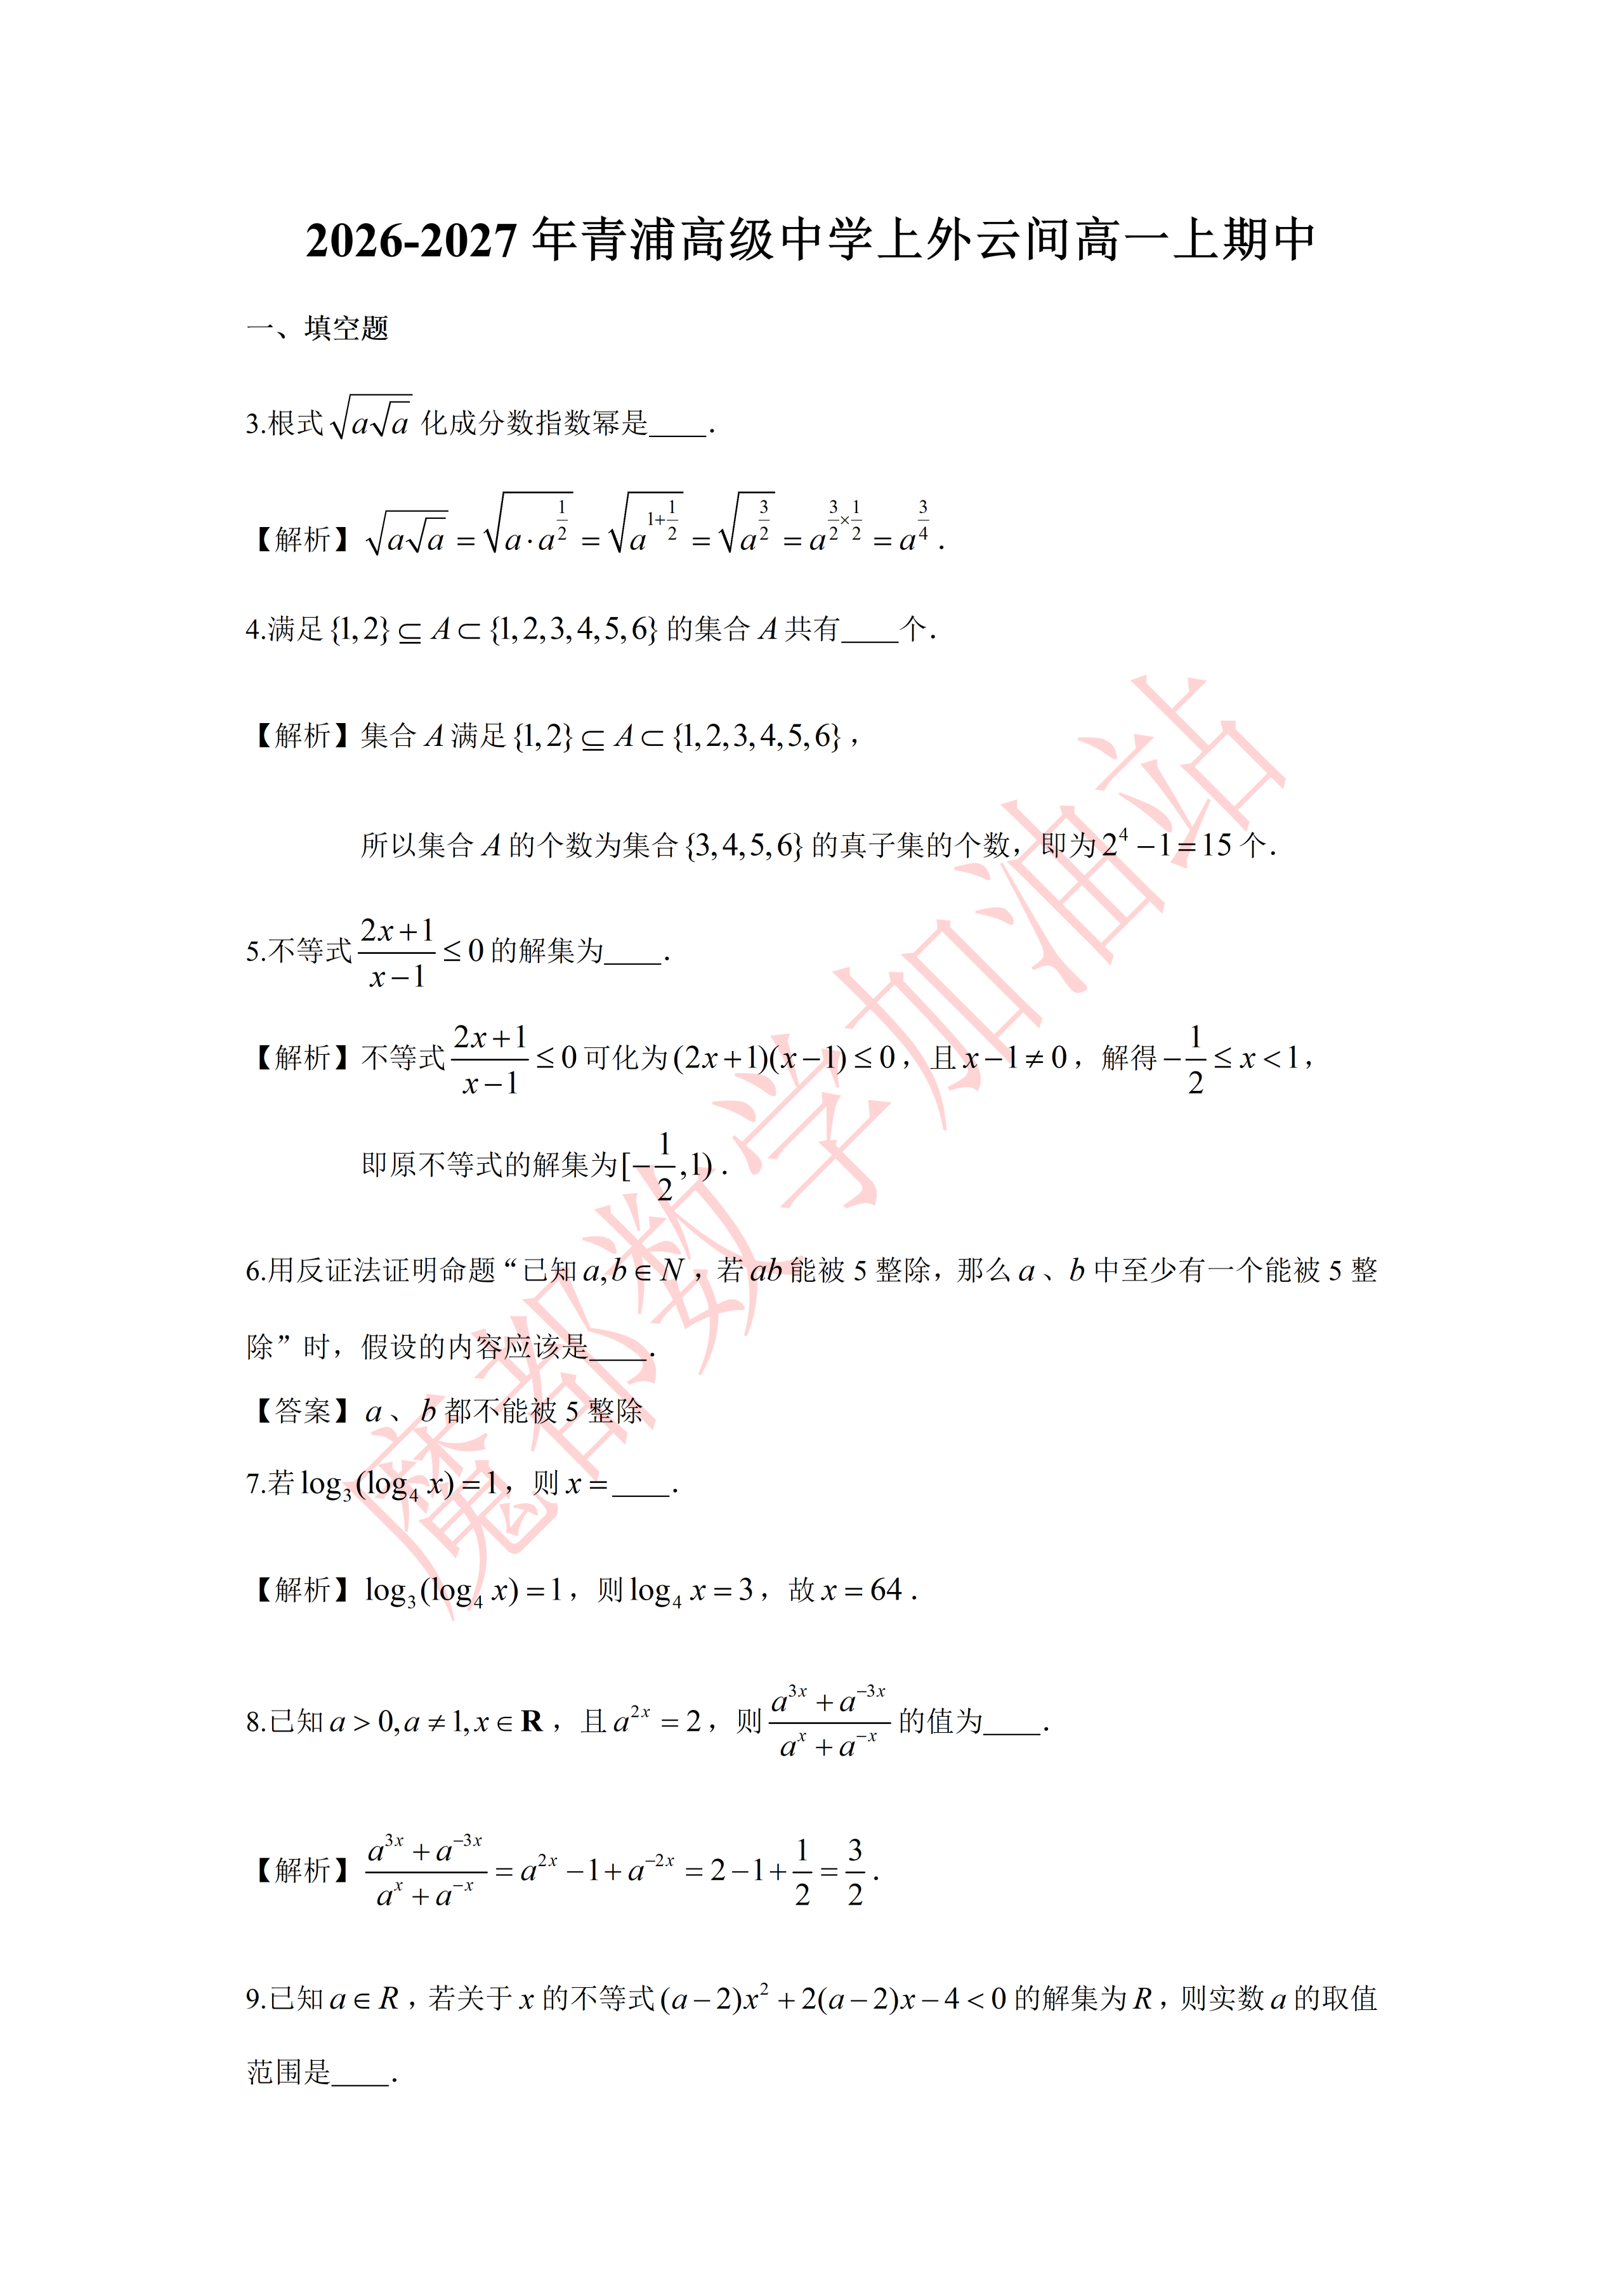 2026-2027 年青浦高级中学上外云间高一上期中
一、填空题
3.根式 $\sqrt{a\sqrt{a}}$ 化成分数指数幂是____.
【解析】$\sqrt{a\sqrt{a}}=\sqrt{a\cdot a^{\frac{1}{2}}}=\sqrt{a^{1+\frac{1}{2}}}=\sqrt{a^{\frac{3}{2}}}=a^{\frac{3}{2}\times\frac{1}{2}}=a^{\frac{3}{4}}$.
4.满足 $\{1,2\}\subseteq A\subset\{1,2,3,4,5,6\}$ 的集合 $A$ 共有____个.
【解析】集合 $A$ 满足 $\{1,2\}\subseteq A\subset\{1,2,3,4,5,6\}$，
所以集合 $A$ 的个数为集合 $\{3,4,5,6\}$ 的真子集的个数，即为 $2^4-1=15$ 个.
5.不等式 $\frac{2x+1}{x-1}\leq 0$ 的解集为____.
【解析】不等式 $\frac{2x+1}{x-1}\leq 0$ 可化为 $(2x+1)(x-1)\leq 0$，且 $x-1\neq 0$，解得 $-\frac{1}{2}\leq x<1$，
即原不等式的解集为 $[-\frac{1}{2},1)$.
6.用反证法证明命题“已知 $a,b\in N$，若 $ab$ 能被 5 整除，那么 $a$、$b$ 中至少有一个能被 5 整
除”时，假设的内容应该是____.
【答案】$a$、$b$ 都不能被 5 整除
7.若 $\log_3(\log_4 x)=1$，则 $x=$____.
【解析】$\log_3(\log_4 x)=1$，则 $\log_4 x=3$，故 $x=64$.
8.已知 $a>0,a\neq 1,x\in\mathbf{R}$，且 $a^{2x}=2$，则 $\frac{a^{3x}+a^{-3x}}{a^x+a^{-x}}$ 的值为____.
【解析】$\frac{a^{3x}+a^{-3x}}{a^x+a^{-x}}=a^{2x}-1+a^{-2x}=2-1+\frac{1}{2}=\frac{3}{2}$.
9.已知 $a\in R$，若关于 $x$ 的不等式 $(a-2)x^2+2(a-2)x-4<0$ 的解集为 $R$，则实数 $a$ 的取值
范围是____.
魔都数学加油站